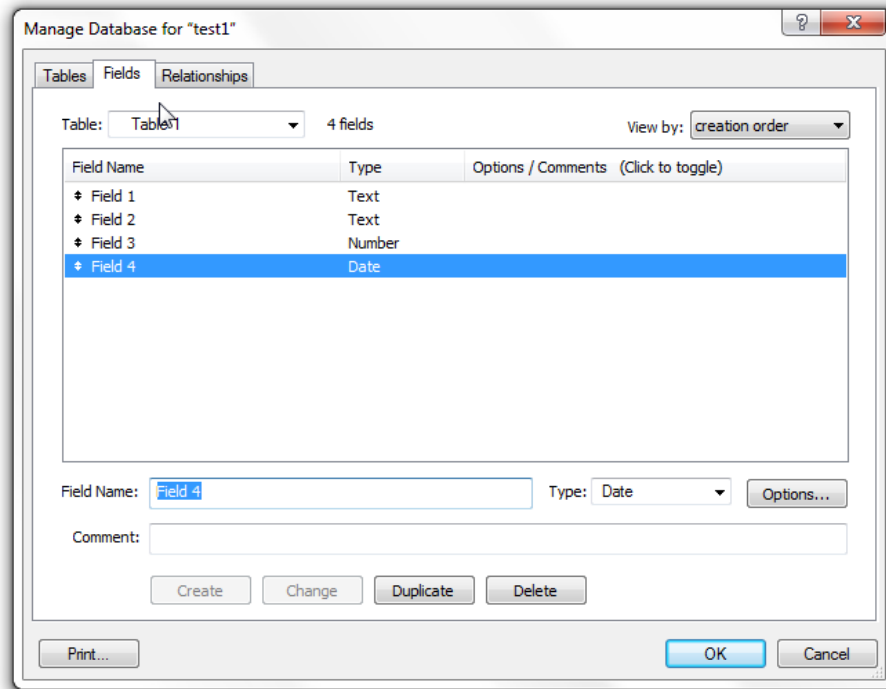 Manage Database for "test1"
?
Tables Fields Relationships
Table: Table 1 4 fields View by: creation order
Field Name Type Options / Comments (Click to toggle)
Field 1 Text
Field 2 Text
Field 3 Number
Field 4 Date
Field Name: Field 4 Type: Date Options...
Comment:
Create Change Duplicate Delete
Print... OK Cancel